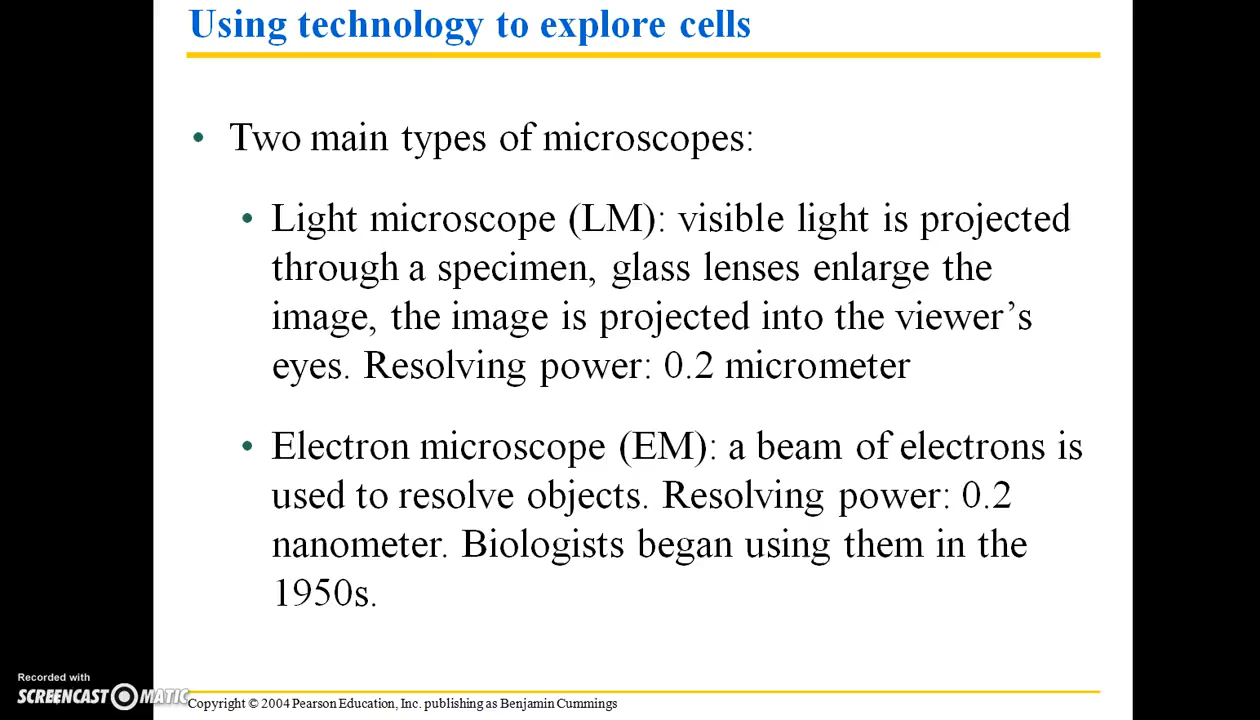 Using technology to explore cells
• Two main types of microscopes:
• Light microscope (LM): visible light is projected
through a specimen, glass lenses enlarge the
image, the image is projected into the viewer’s
eyes. Resolving power: 0.2 micrometer
• Electron microscope (EM): a beam of electrons is
used to resolve objects. Resolving power: 0.2
nanometer. Biologists began using them in the
1950s.
Recorded with
SCREENCAST-O-MATIC
Copyright © 2004 Pearson Education, Inc. publishing as Benjamin Cummings